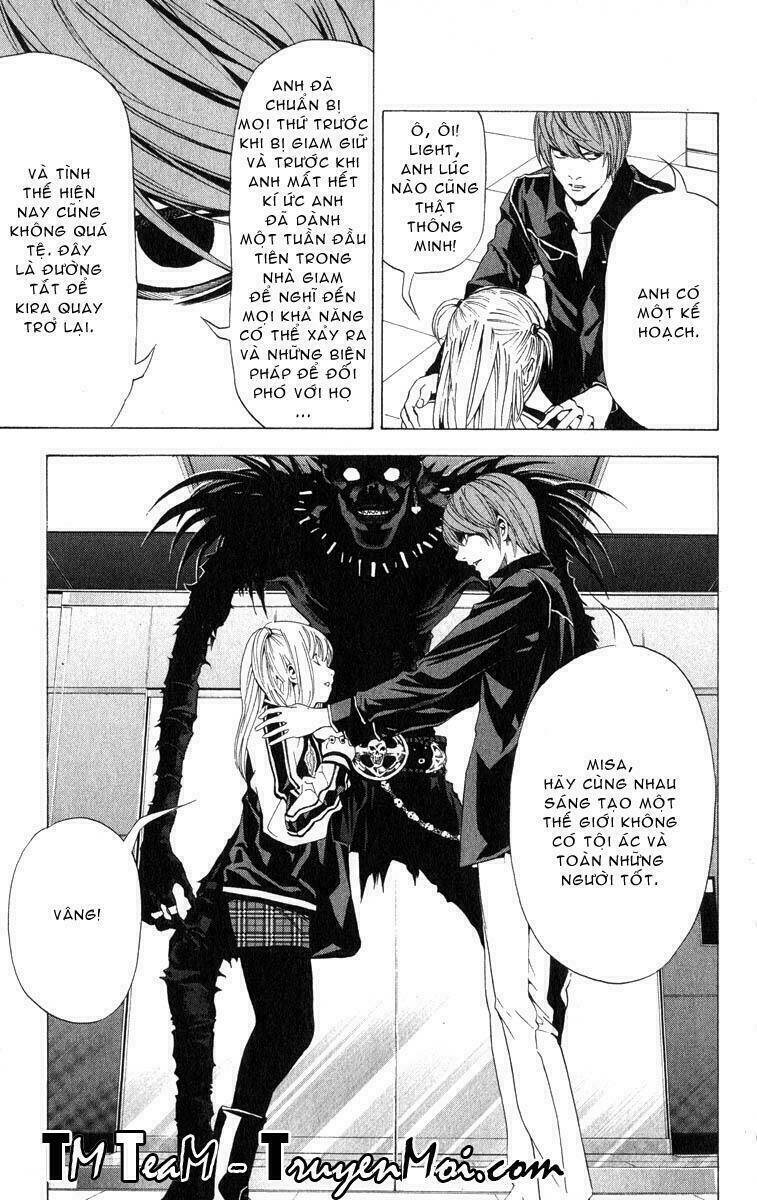 ANH CÓ
MỘT KẾ
HOẠCH.
Ô, ÔI!
LIGHT,
ANH LÚC
NÀO CŨNG
THẬT
THÔNG
MINH!
ANH ĐÃ
CHUẨN BỊ
MỌI THỨ TRƯỚC
KHI BỊ GIAM GIỮ
VÀ TRƯỚC KHI
ANH MẤT HẾT
KÍ ỨC ANH
ĐÃ DÀNH
MỘT TUẦN ĐẦU
TIÊN TRONG
NHÀ GIAM
ĐỂ NGHĨ ĐẾN
MỌI KHẢ NĂNG
CÓ THỂ XẢY RA
VÀ NHỮNG BIỆN
PHÁP ĐỂ ĐỐI
PHÓ VỚI HỌ
...
VÀ TÌNH
THẾ HIỆN
NAY CŨNG
KHÔNG QUÁ
TỆ. ĐÂY
LÀ ĐƯỜNG
TẮT ĐỂ
KIRA QUAY
TRỞ LẠI.
MISA,
HÃY CÙNG NHAU
SÁNG TẠO MỘT
THẾ GIỚI KHÔNG
CÓ TỘI ÁC VÀ
TOÀN NHỮNG
NGƯỜI TỐT.
VÂNG!
TM TeaM - TruyenMoi.com